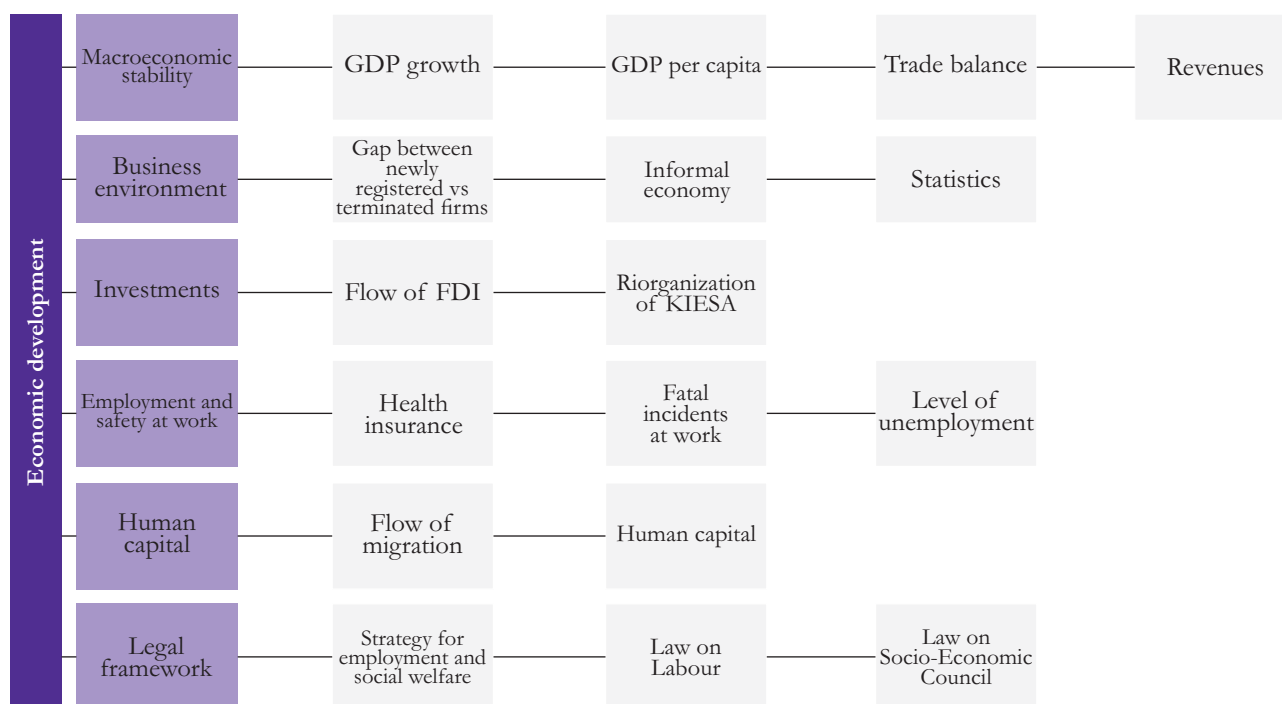 Economic development
Macroeconomic
stability
GDP growth
GDP per capita
Trade balance
Revenues
Business
environment
Gap between
newly
registered vs
terminated firms
Informal
economy
Statistics
Investments
Flow of FDI
Riorganization
of KIESA
Employment and
safety at work
Health
insurance
Fatal
incidents
at work
Level of
unemployment
Human
capital
Flow of
migration
Human capital
Legal
framework
Strategy for
employment and
social welfare
Law on
Labour
Law on
Socio-Economic
Council